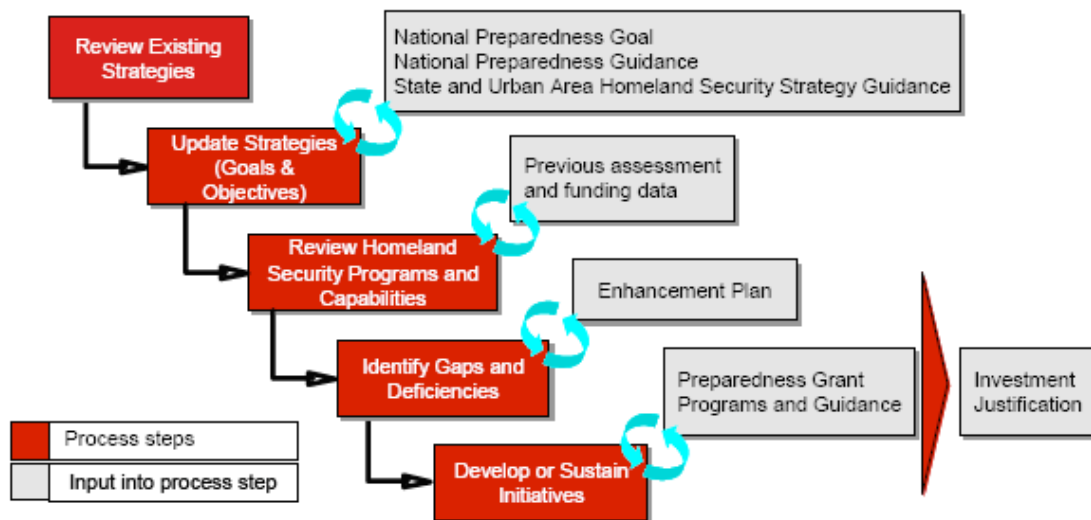 Review Existing
Strategies
National Preparedness Goal
National Preparedness Guidance
State and Urban Area Homeland Security Strategy Guidance
Update Strategies
(Goals &
Objectives)
Previous assessment
and funding data
Review Homeland
Security Programs and
Capabilities
Enhancement Plan
Identify Gaps and
Deficiencies
Preparedness Grant
Programs and Guidance
Investment
Justification
Develop or Sustain
Initiatives
Process steps
Input into process step